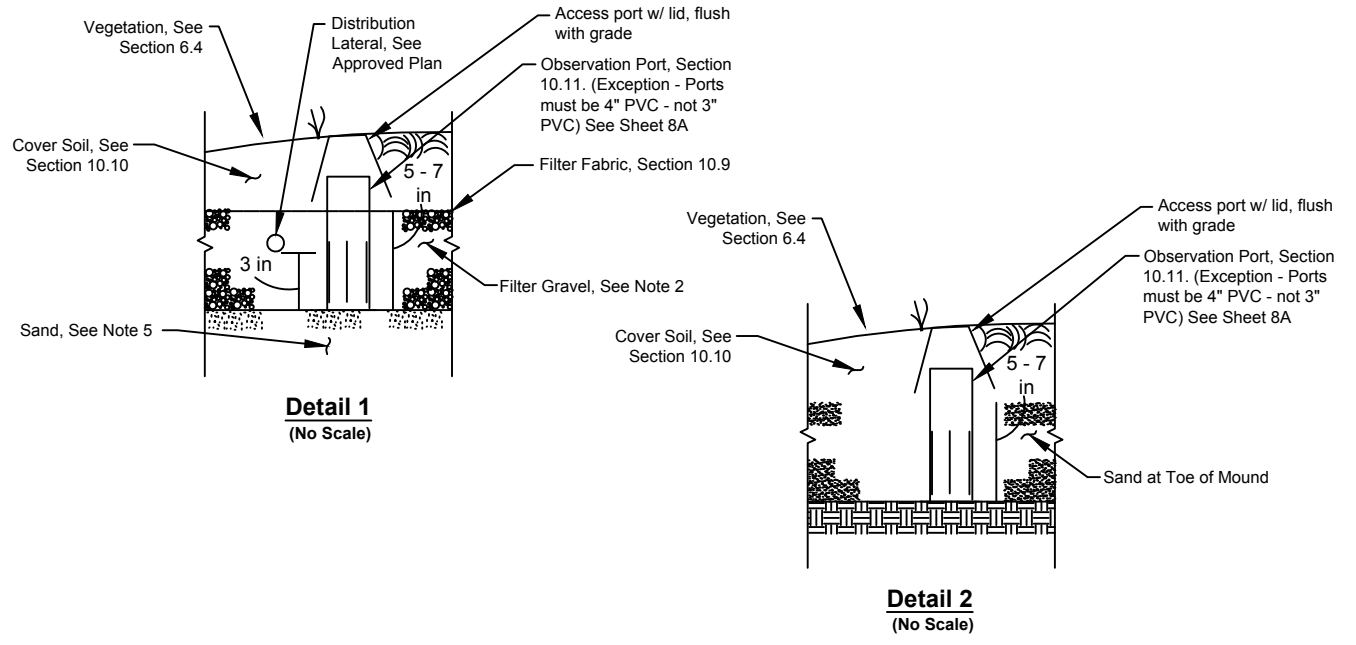 Vegetation, See
Section 6.4
Distribution
Lateral, See
Approved Plan
Access port w/ lid, flush
with grade
Observation Port, Section
10.11. (Exception - Ports
must be 4" PVC - not 3"
PVC) See Sheet 8A
Cover Soil, See
Section 10.10
5 - 7
in
Filter Fabric, Section 10.9
3 in
Filter Gravel, See Note 2
Sand, See Note 5
Detail 1
(No Scale)
Vegetation, See
Section 6.4
Access port w/ lid, flush
with grade
Observation Port, Section
10.11. (Exception - Ports
must be 4" PVC - not 3"
PVC) See Sheet 8A
Cover Soil, See
Section 10.10
5 - 7
in
Sand at Toe of Mound
Detail 2
(No Scale)